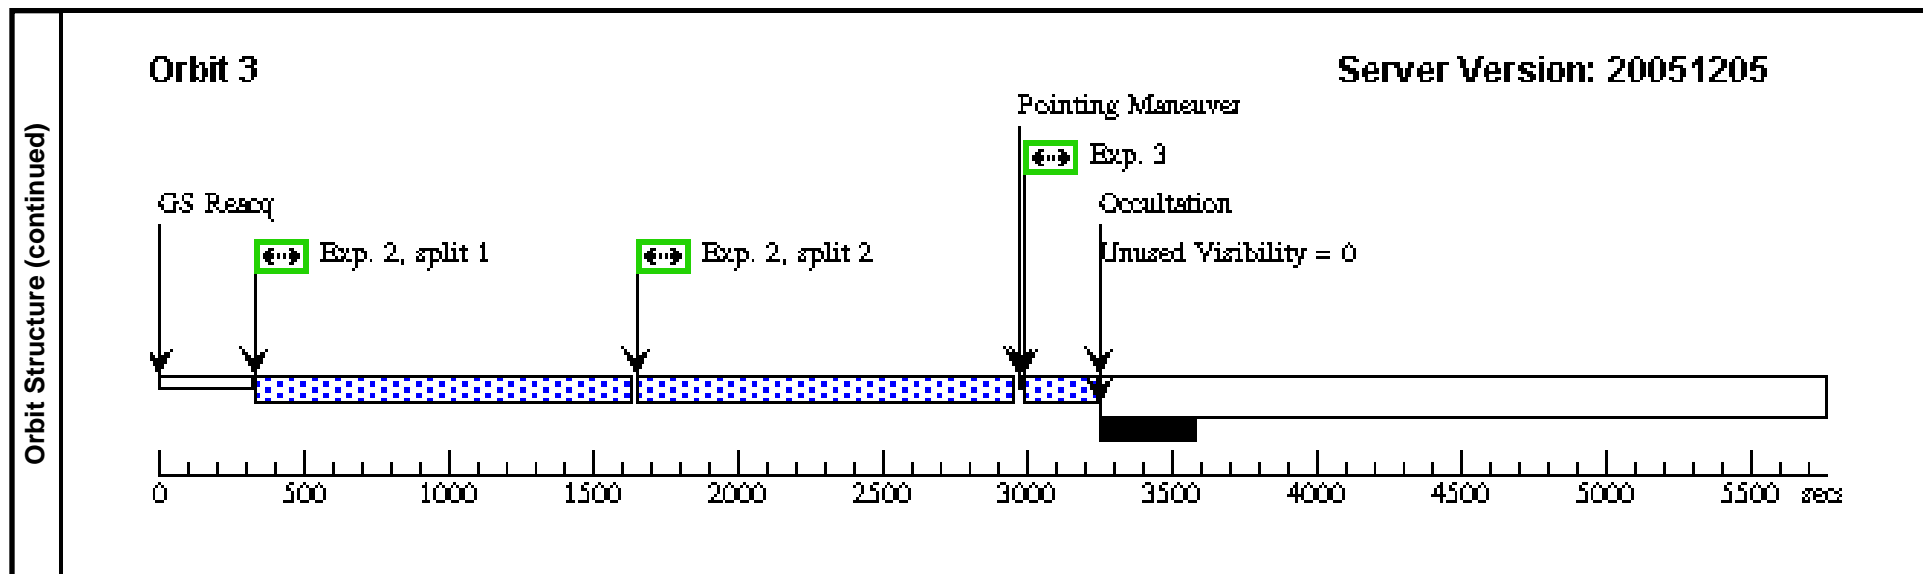 Orbit Structure (continued)
Orbit 3
Server Version: 20051205
Pointing Maneuver
Exp. 3
GS Reacq
Occultation
Exp. 2, split 1
Exp. 2, split 2
Unused Visibility = 0
0 500 1000 1500 2000 2500 3000 3500 4000 4500 5000 5500 secs